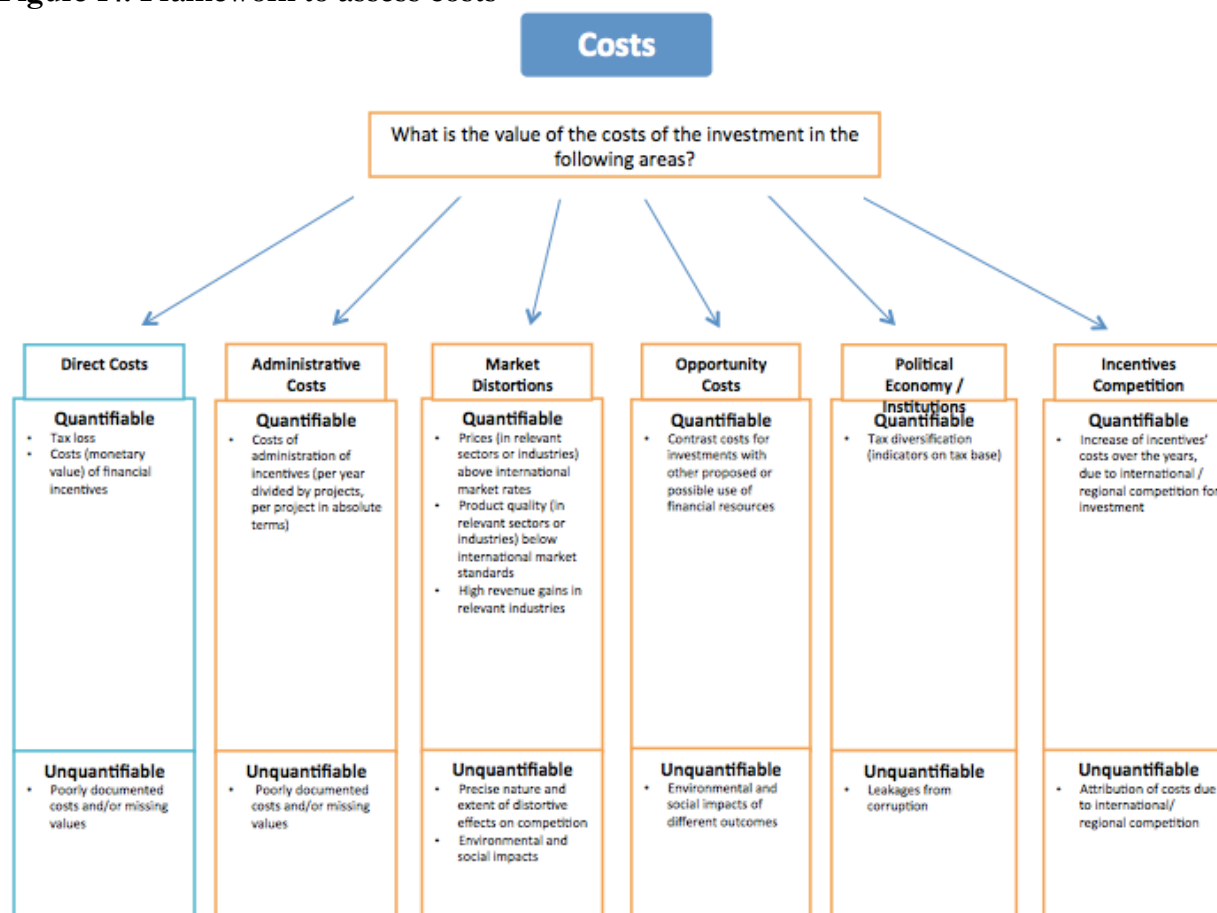 Costs
What is the value of the costs of the investment in the
following areas?
Direct Costs
Quantifiable
• Tax loss
• Costs (monetary
value) of financial
incentives
Unquantifiable
• Poorly documented
costs and/or missing
values
Administrative
Costs
Quantifiable
• Costs of
administration of
incentives (per year
divided by projects,
per project in absolute
terms)
Unquantifiable
• Poorly documented
costs and/or missing
values
Market
Distortions
Quantifiable
• Prices (in relevant
sectors or industries)
above international
market rates
• Product quality (in
relevant sectors or
industries) below
international market
standards
• High revenue gains in
relevant industries
Unquantifiable
• Precise nature and
extent of distortive
effects on competition
• Environmental and
social impacts
Opportunity
Costs
Quantifiable
• Contrast costs for
investments with
other proposed or
possible use of
financial resources
Unquantifiable
• Environmental and
social impacts of
different outcomes
Political
Economy /
Institutions
Quantifiable
• Tax diversification
(indicators on tax base)
Unquantifiable
• Leakages from
corruption
Incentives
Competition
Quantifiable
• Increase of incentives'
costs over the years,
due to international /
regional competition for
investment
Unquantifiable
• Attribution of costs due
to international/
regional competition